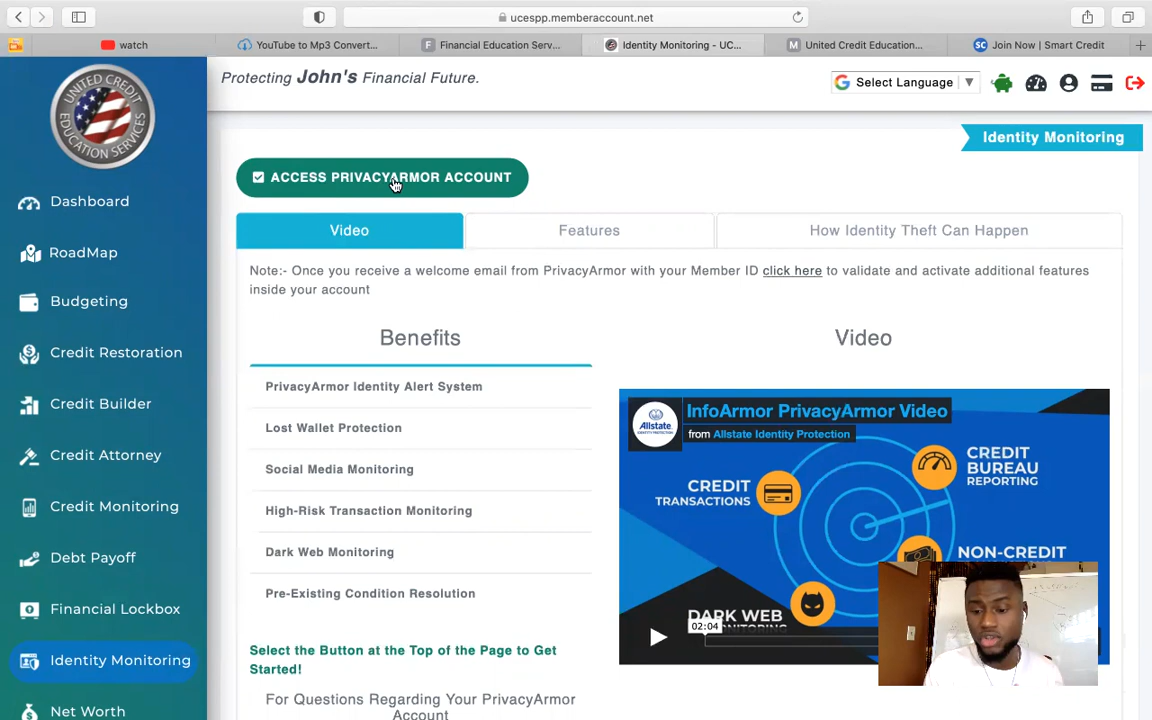 ucespp.memberaccount.net
watch
YouTube to Mp3 Convert...
Financial Education Serv...
Identity Monitoring - UC...
United Credit Education...
Join Now | Smart Credit
UNITED CREDIT
EDUCATION SERVICES
Protecting John's Financial Future.
Select Language
Identity Monitoring
ACCESS PRIVACYARMOR ACCOUNT
Video
Features
How Identity Theft Can Happen
Note:- Once you receive a welcome email from PrivacyArmor with your Member ID click here to validate and activate additional features
inside your account
Dashboard
RoadMap
Budgeting
Credit Restoration
Credit Builder
Credit Attorney
Credit Monitoring
Debt Payoff
Financial Lockbox
Identity Monitoring
Net Worth
Benefits
PrivacyArmor Identity Alert System
Lost Wallet Protection
Social Media Monitoring
High-Risk Transaction Monitoring
Dark Web Monitoring
Pre-Existing Condition Resolution
Select the Button at the Top of the Page to Get
Started!
For Questions Regarding Your PrivacyArmor
Account
Video
InfoArmor PrivacyArmor Video
from Allstate Identity Protection
Allstate
CREDIT
TRANSACTIONS
CREDIT
BUREAU
REPORTING
NON-CREDIT
DARK WEB
MONITORING
02:04